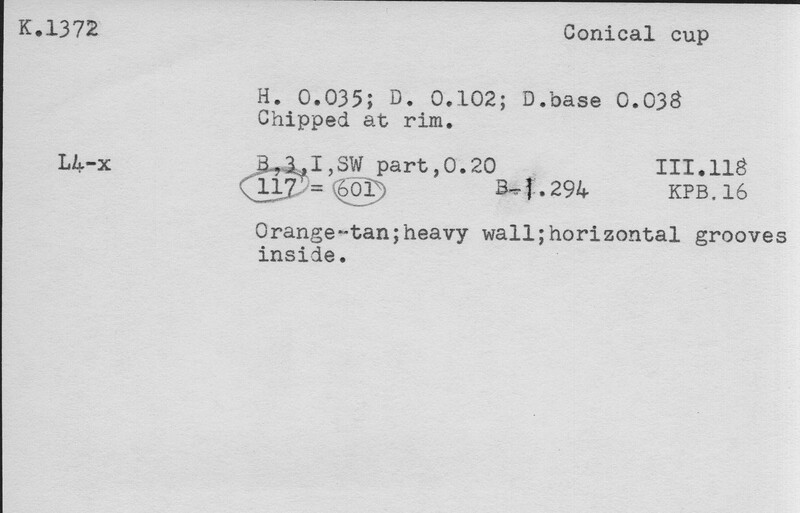 K.1372 Conical cup
H. 0.035; D. 0.102; D.base 0.038
Chipped at rim.
L4-x B,3,I,SW part,0.20 III.118
117 = 601 B-1.294 KPB.16
Orange-tan;heavy wall;horizontal grooves
inside.